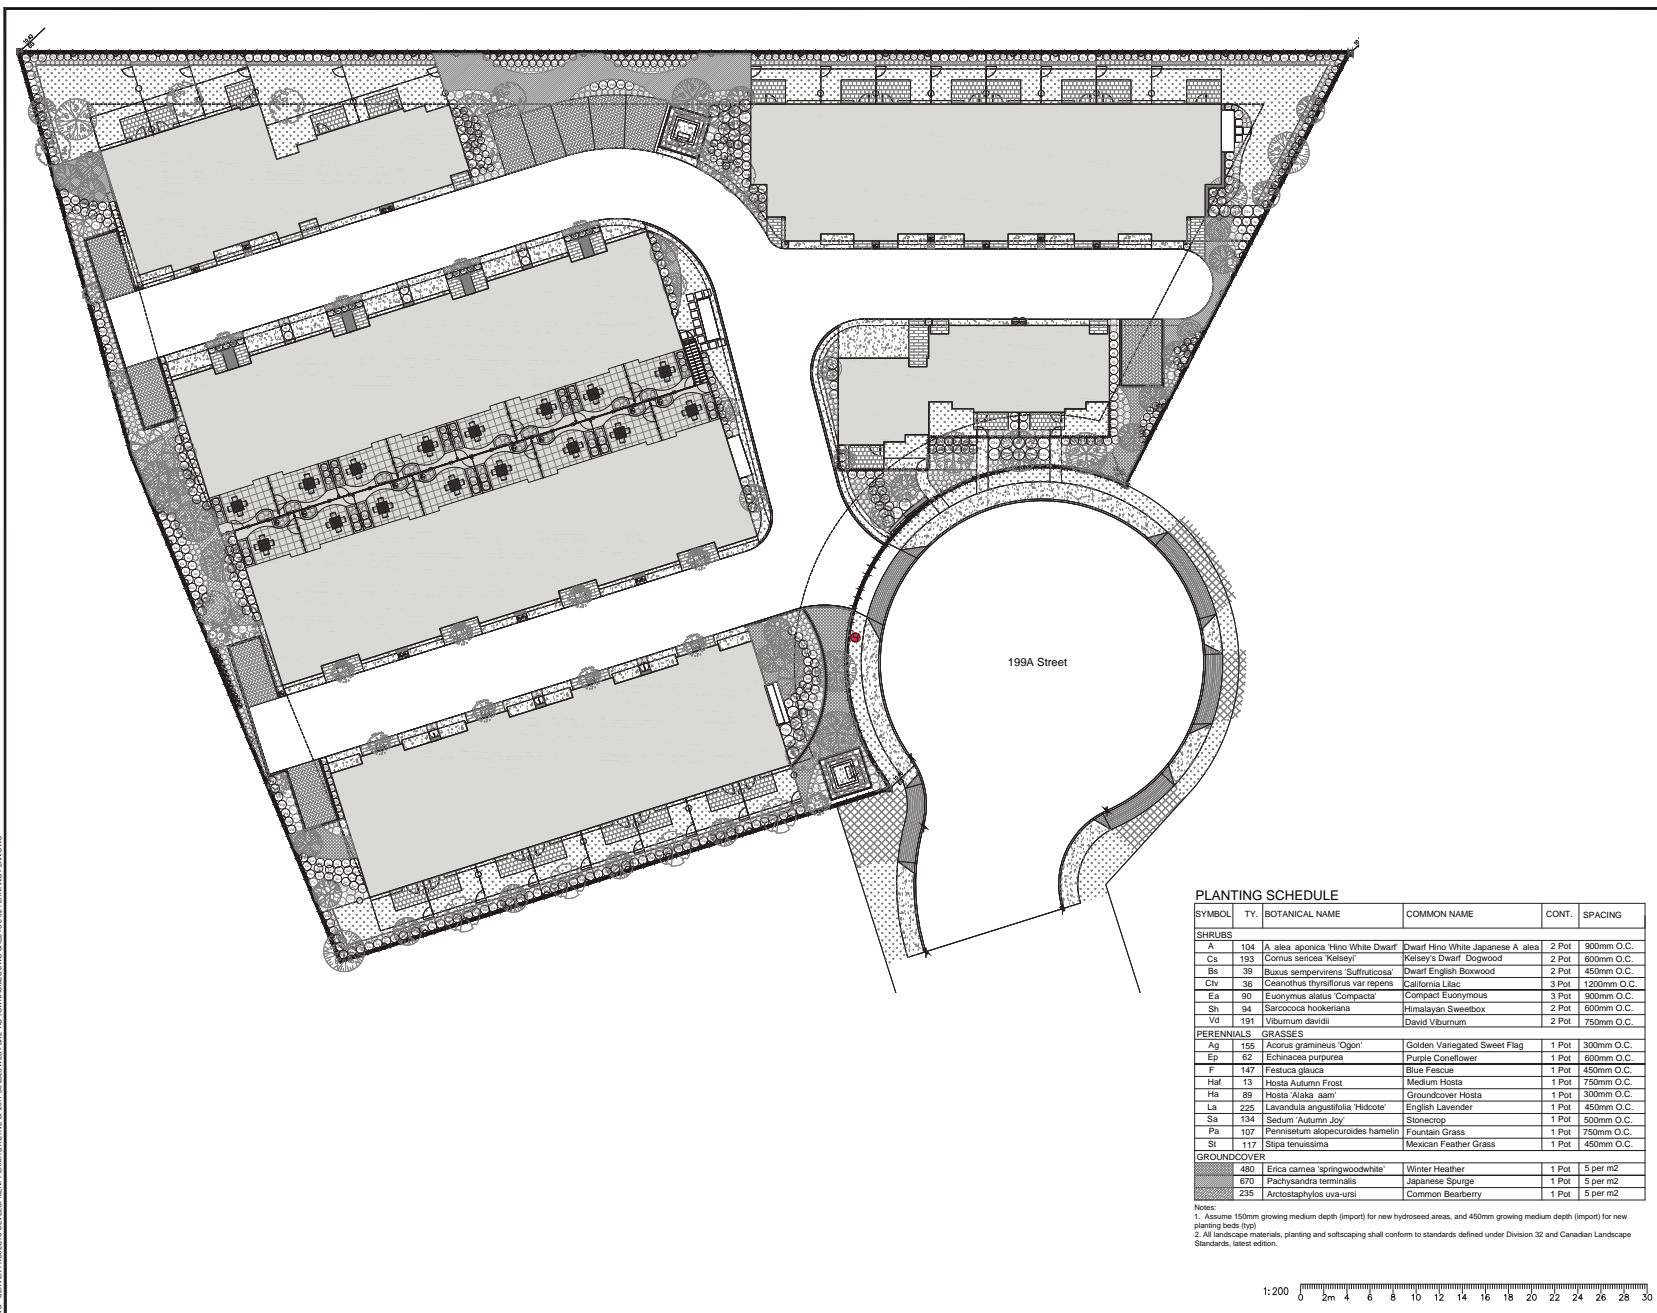 199A Street
PLANTING SCHEDULE
SYMBOL TY. BOTANICAL NAME COMMON NAME CONT. SPACING
SHRUBS
A 104 A alea aponica 'Hino White Dwarf' Dwarf Hino White Japanese A alea 2 Pot 900mm O.C.
Cs 193 Cornus sericea 'Kelseyi' Kelsey's Dwarf Dogwood 2 Pot 600mm O.C.
Bs 39 Buxus sempervirens 'Suffruticosa' Dwarf English Boxwood 2 Pot 450mm O.C.
Ctv 36 Ceanothus thyrsiflorus var repens California Lilac 3 Pot 1200mm O.C.
Ea 90 Euonymus alatus 'Compacta' Compact Euonymous 3 Pot 900mm O.C.
Sh 94 Sarcococa hookeriana Himalayan Sweetbox 2 Pot 600mm O.C.
Vd 191 Viburnum davidii David Viburnum 2 Pot 750mm O.C.
PERENNIALS GRASSES
Ag 155 Acorus gramineus 'Ogon' Golden Variegated Sweet Flag 1 Pot 300mm O.C.
Ep 62 Echinacea purpurea Purple Coneflower 1 Pot 600mm O.C.
F 147 Festuca glauca Blue Fescue 1 Pot 450mm O.C.
Haf 13 Hosta Autumn Frost Medium Hosta 1 Pot 750mm O.C.
Ha 89 Hosta 'Alaka aam' Groundcover Hosta 1 Pot 300mm O.C.
La 225 Lavandula angustifolia 'Hidcote' English Lavender 1 Pot 450mm O.C.
Sa 134 Sedum 'Autumn Joy' Stonecrop 1 Pot 500mm O.C.
Pa 107 Pennisetum alopecuroides hamelin Fountain Grass 1 Pot 750mm O.C.
St 117 Stipa tenuissima Mexican Feather Grass 1 Pot 450mm O.C.
GROUNDCOVER
480 Erica carnea 'springwoodwhite' Winter Heather 1 Pot 5 per m2
670 Pachysandra terminalis Japanese Spurge 1 Pot 5 per m2
235 Arctostaphylos uva-ursi Common Bearberry 1 Pot 5 per m2
Notes:
1. Assume 150mm growing medium depth (import) for new hydroseed areas, and 450mm growing medium depth (import) for new
planting beds (typ)
2. All landscape materials, planting and softscaping shall conform to standards defined under Division 32 and Canadian Landscape
Standards, latest edition.
1:200 0 2m 4 6 8 10 12 14 16 18 20 22 24 26 28 30